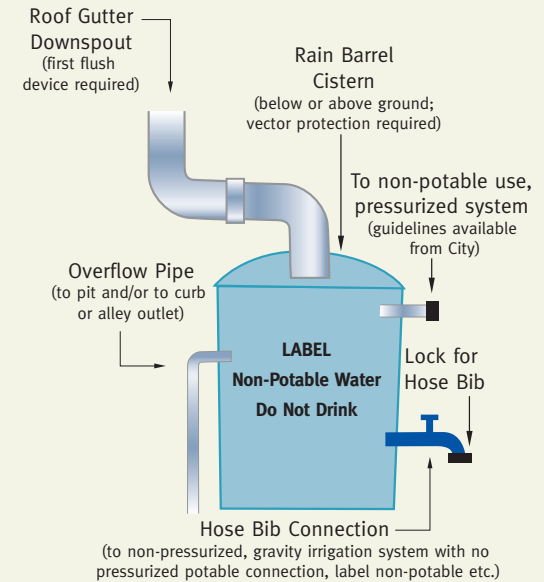 Roof Gutter
Downspout
(first flush
device required)
Rain Barrel
Cistern
(below or above ground;
vector protection required)
To non-potable use,
pressurized system
(guidelines available
from City)
Overflow Pipe
(to pit and/or to curb
or alley outlet)
LABEL
Non-Potable Water
Do Not Drink
Lock for
Hose Bib
Hose Bib Connection
(to non-pressurized, gravity irrigation system with no
pressurized potable connection, label non-potable etc.)